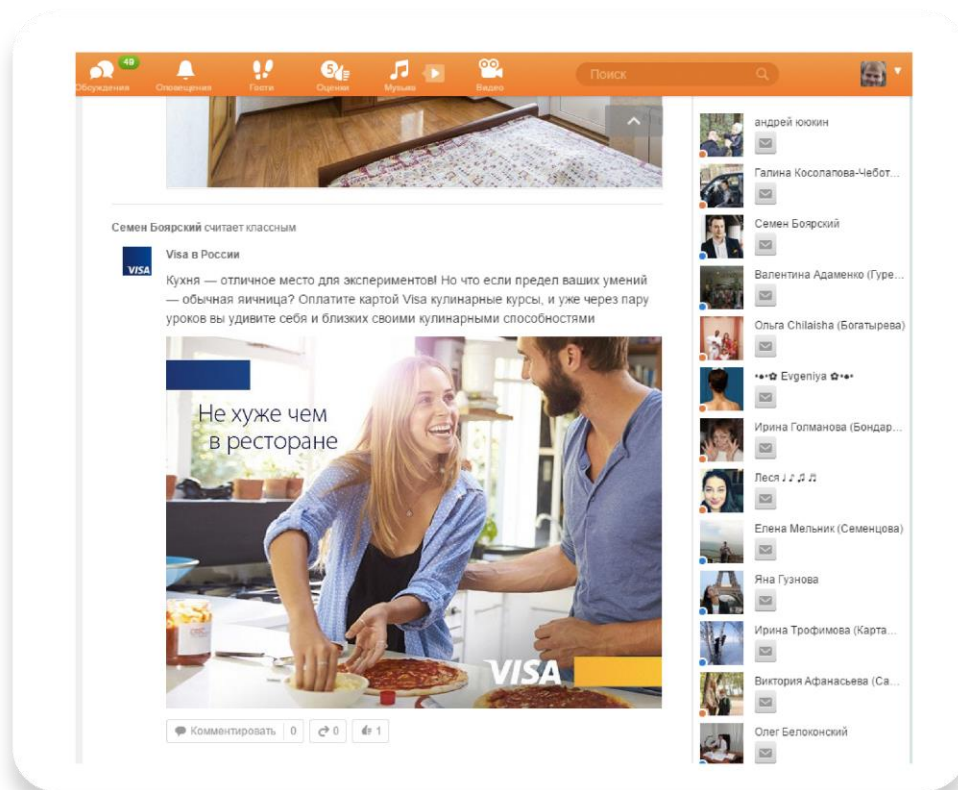 49
5
Обсуждения
Оповещения
Гости
Оценки
Музыка
Видео
Поиск
Семен Боярский считает классным
VISA
Visa в России
Кухня — отличное место для экспериментов! Но что если предел ваших умений
— обычная яичница? Оплатите картой Visa кулинарные курсы, и уже через пару
уроков вы удивите себя и близких своими кулинарными способностями
Не хуже чем
в ресторане
VISA
Комментировать 0
0
1
андрей ююкин
Галина Косолапова-Чебот...
Семен Боярский
Валентина Адаменко (Гуре...
Ольга Chilaisha (Богатырева)
•●•✿ Evgeniya ✿•●•
Ирина Голманова (Бондар...
Леся ♩ ♪ ♫ ♬
Елена Мельник (Семенцова)
Яна Гузнова
Ирина Трофимова (Карта...
Виктория Афанасьева (Са...
Олег Белоконский